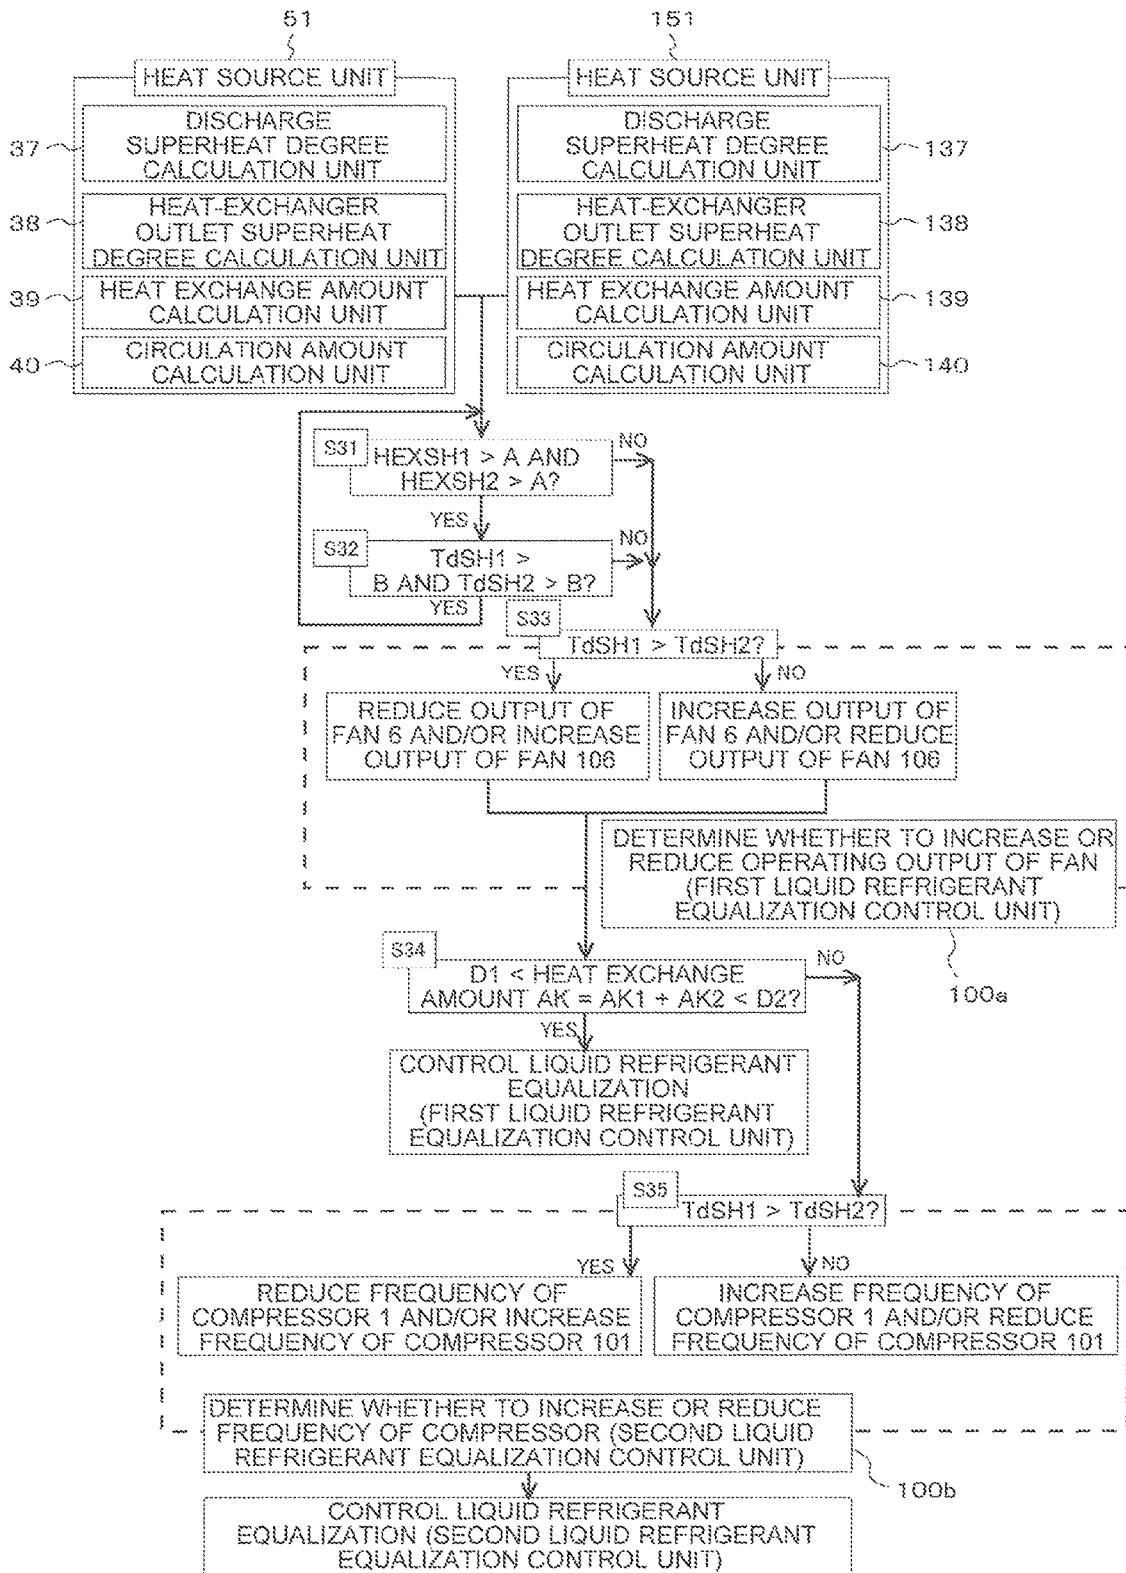 51
151
HEAT SOURCE UNIT
HEAT SOURCE UNIT
37
DISCHARGE
SUPERHEAT DEGREE
CALCULATION UNIT
DISCHARGE
SUPERHEAT DEGREE
CALCULATION UNIT
137
38
HEAT-EXCHANGER
OUTLET SUPERHEAT
DEGREE CALCULATION UNIT
HEAT-EXCHANGER
OUTLET SUPERHEAT
DEGREE CALCULATION UNIT
138
39
HEAT EXCHANGE AMOUNT
CALCULATION UNIT
HEAT EXCHANGE AMOUNT
CALCULATION UNIT
139
40
CIRCULATION AMOUNT
CALCULATION UNIT
CIRCULATION AMOUNT
CALCULATION UNIT
140
S31
HEXSH1 > A AND
HEXSH2 > A?
NO
YES
S32
TdSH1 >
B AND TdSH2 > B?
NO
YES
S33
TdSH1 > TdSH2?
YES
NO
REDUCE OUTPUT OF
FAN 6 AND/OR INCREASE
OUTPUT OF FAN 106
INCREASE OUTPUT OF
FAN 6 AND/OR REDUCE
OUTPUT OF FAN 106
DETERMINE WHETHER TO INCREASE OR
REDUCE OPERATING OUTPUT OF FAN
(FIRST LIQUID REFRIGERANT
EQUALIZATION CONTROL UNIT)
100a
S34
D1 < HEAT EXCHANGE
AMOUNT AK = AK1 + AK2 < D2?
NO
YES
CONTROL LIQUID REFRIGERANT
EQUALIZATION
(FIRST LIQUID REFRIGERANT
EQUALIZATION CONTROL UNIT)
S35
TdSH1 > TdSH2?
YES
NO
REDUCE FREQUENCY OF
COMPRESSOR 1 AND/OR INCREASE
FREQUENCY OF COMPRESSOR 101
INCREASE FREQUENCY OF
COMPRESSOR 1 AND/OR REDUCE
FREQUENCY OF COMPRESSOR 101
DETERMINE WHETHER TO INCREASE OR REDUCE
FREQUENCY OF COMPRESSOR (SECOND LIQUID
REFRIGERANT EQUALIZATION CONTROL UNIT)
100b
CONTROL LIQUID REFRIGERANT
EQUALIZATION (SECOND LIQUID REFRIGERANT
EQUALIZATION CONTROL UNIT)